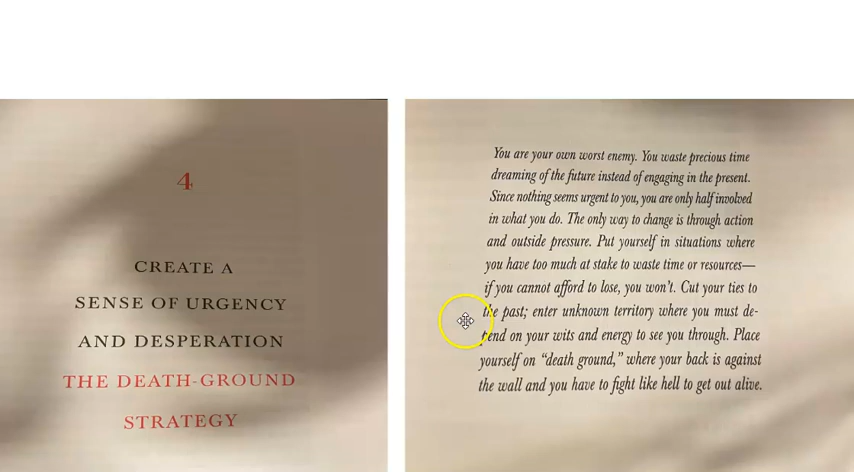 4
CREATE A
SENSE OF URGENCY
AND DESPERATION
THE DEATH-GROUND
STRATEGY
You are your own worst enemy. You waste precious time
dreaming of the future instead of engaging in the present.
Since nothing seems urgent to you, you are only half involved
in what you do. The only way to change is through action
and outside pressure. Put yourself in situations where
you have too much at stake to waste time or resources—
if you cannot afford to lose, you won't. Cut your ties to
the past; enter unknown territory where you must de-
pend on your wits and energy to see you through. Place
yourself on “death ground,” where your back is against
the wall and you have to fight like hell to get out alive.